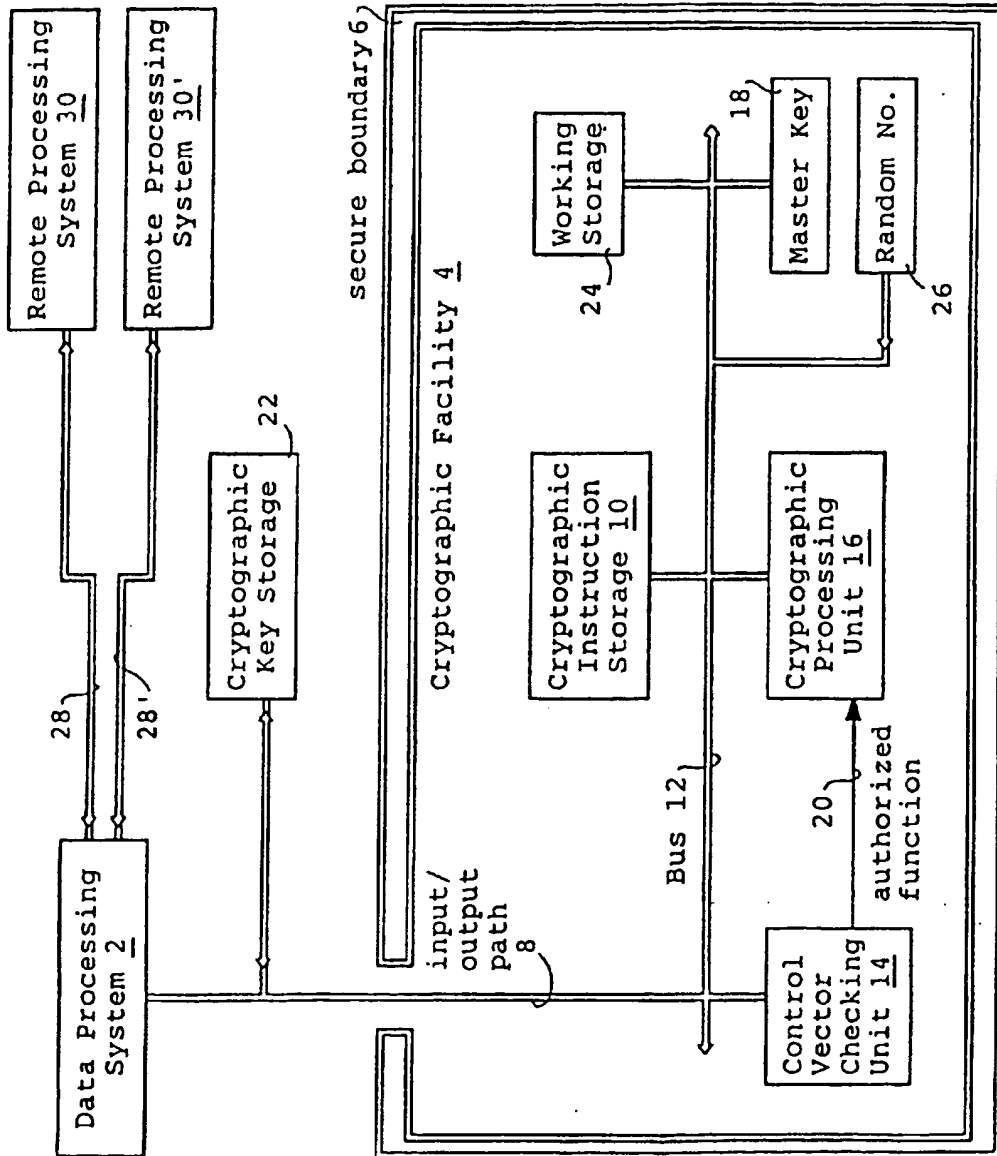 Data Processing
System 2
28
28'
Remote Processing
System 30
Remote Processing
System 30'
Cryptographic
Key Storage
22
secure boundary 6
input/
output
path
8
Cryptographic Facility 4
Cryptographic
Instruction
Storage 10
Working
Storage
24
Bus 12
Control
Vector
Checking
Unit 14
20
authorized
function
Cryptographic
Processing
Unit 16
Master Key
18
Random No.
26